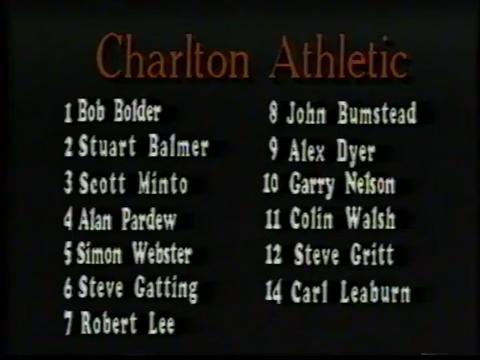 Charlton Athletic
1 Bob Bolder
2 Stuart Balmer
3 Scott Minto
4 Alan Pardew
5 Simon Webster
6 Steve Gatting
7 Robert Lee
8 John Bumstead
9 Alex Dyer
10 Garry Nelson
11 Colin Walsh
12 Steve Gritt
14 Carl Leaburn